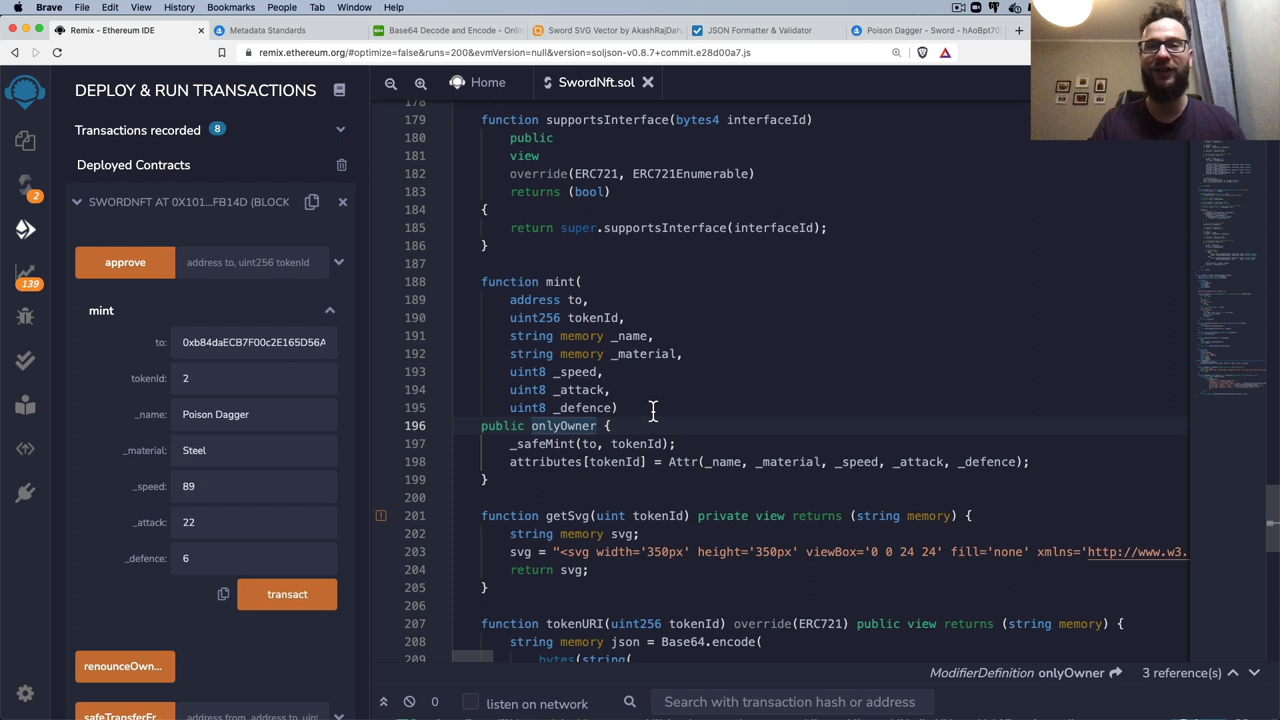 Brave File Edit View History Bookmarks People Tab Window Help
Remix - Ethereum IDE
Metadata Standards
Base64 Decode and Encode - Onlin
Sword SVG Vector by AkashRajDah
JSON Formatter & Validator
Poison Dagger - Sword - hAoBpt70
remix.ethereum.org/#optimize=false&runs=200&evmVersion=null&version=soljson-v0.8.7+commit.e28d00a7.js
DEPLOY & RUN TRANSACTIONS
Transactions recorded 8
Deployed Contracts
SWORDNFT AT 0X101...FB14D (BLOCK
approve address to, uint256 tokenId
mint
to: 0xb84daECB7F00c2E165D56A
tokenId: 2
_name: Poison Dagger
_material: Steel
_speed: 89
_attack: 22
_defence: 6
transact
renounceOwn...
safeTransferFr... address from, address to, uint
2
139
Home
SwordNft.sol
178
179 function supportsInterface(bytes4 interfaceId)
180 public
181 view
182 override(ERC721, ERC721Enumerable)
183 returns (bool)
184 {
185 return super.supportsInterface(interfaceId);
186 }
187
188 function mint(
189 address to,
190 uint256 tokenId,
191 string memory _name,
192 string memory _material,
193 uint8 _speed,
194 uint8 _attack,
195 uint8 _defence)
196 public onlyOwner {
197 _safeMint(to, tokenId);
198 attributes[tokenId] = Attr(_name, _material, _speed, _attack, _defence);
199 }
200
201 function getSvg(uint tokenId) private view returns (string memory) {
202 string memory svg;
203 svg = "<svg width='350px' height='350px' viewBox='0 0 24 24' fill='none' xmlns='http://www.w3.
204 return svg;
205 }
206
207 function tokenURI(uint256 tokenId) override(ERC721) public view returns (string memory) {
208 string memory json = Base64.encode(
209 bytes(string(
ModifierDefinition onlyOwner 3 reference(s)
0 listen on network Search with transaction hash or address